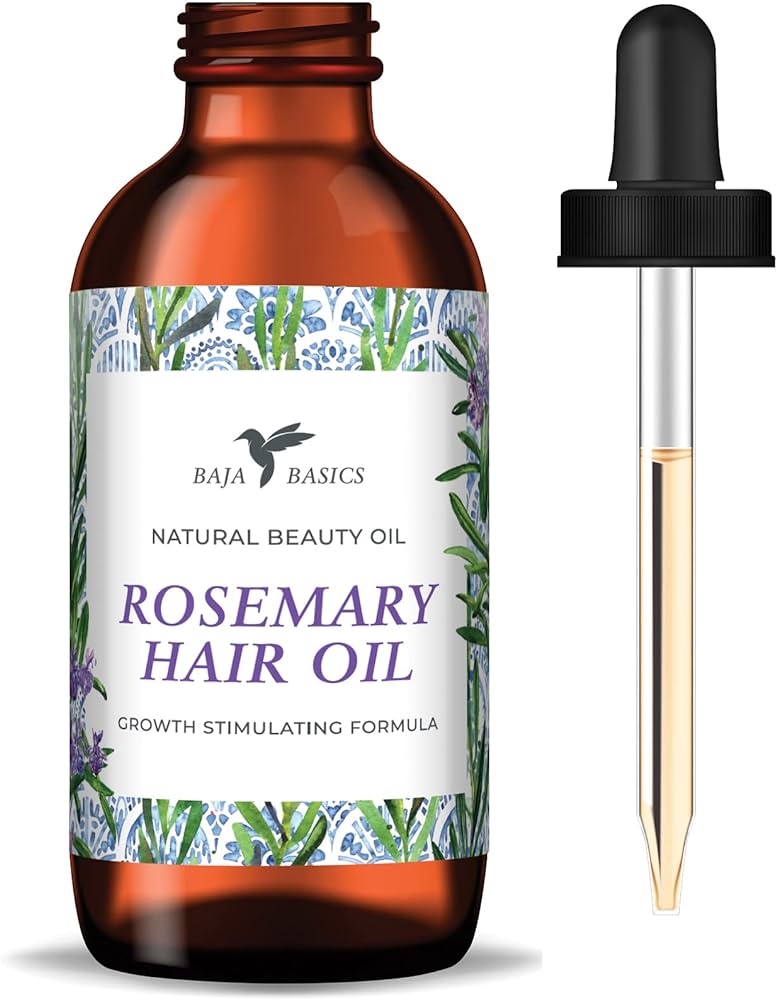 BAJA BASICS
NATURAL BEAUTY OIL
ROSEMARY
HAIR OIL
GROWTH STIMULATING FORMULA